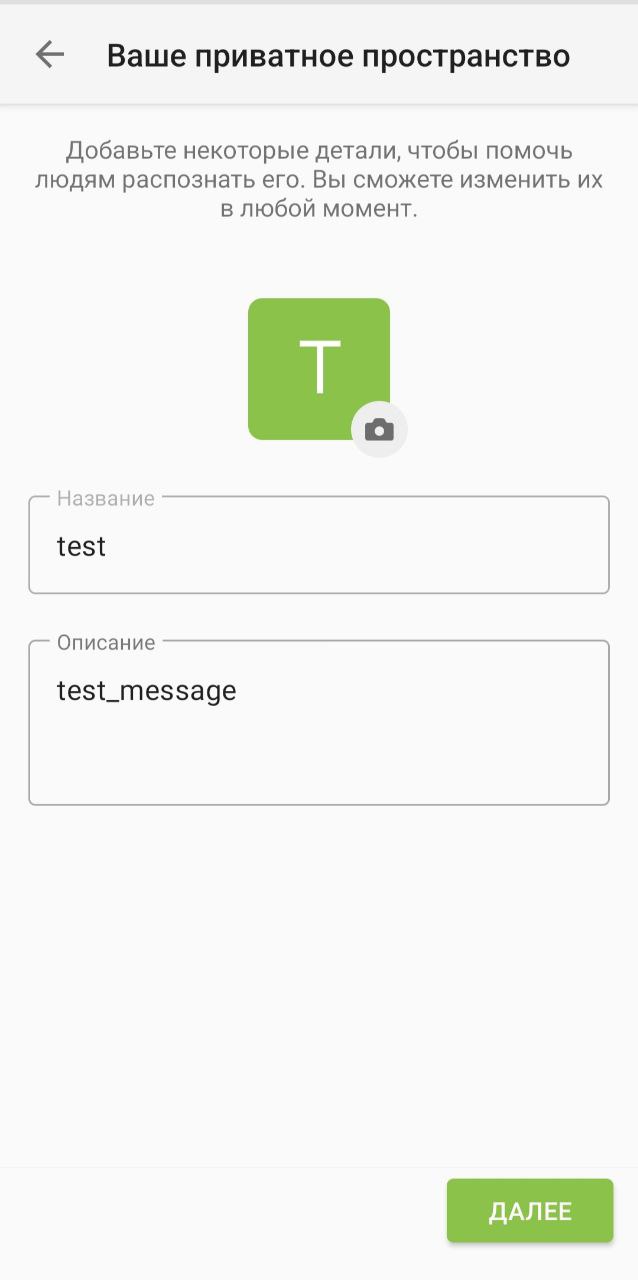 Ваше приватное пространство
Добавьте некоторые детали, чтобы помочь
людям распознать его. Вы сможете изменить их
в любой момент.
T
Название
test
Описание
test_message
ДАЛЕЕ